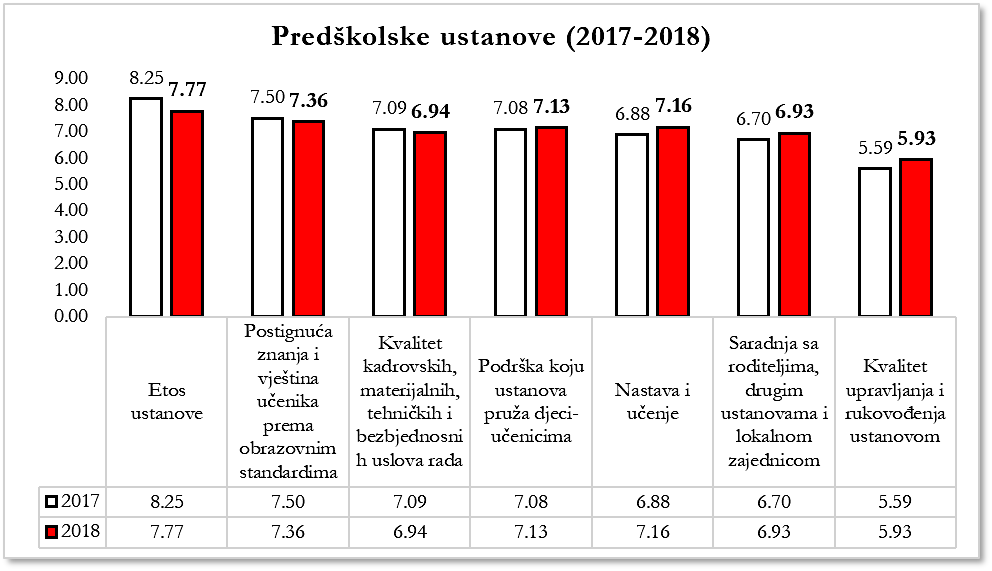 Predškolske ustanove (2017-2018)
9.00
8.00
7.00
6.00
5.00
4.00
3.00
2.00
1.00
0.00
8.25 7.77
7.50 7.36
7.09 6.94
7.08 7.13
6.88 7.16
6.70 6.93
5.59 5.93
Etos
ustanove
Postignuća
znanja i
vještina
učenika
prema
obrazovnim
standardima
Kvalitet
kadrovskih,
materijalnih,
tehničkih i
bezbjednosni
h uslova rada
Podrška koju
ustanova
pruža djeci-
učenicima
Nastava i
učenje
Saradnja sa
roditeljima,
drugim
ustanovama i
lokalnom
zajednicom
Kvalitet
upravljanja i
rukovođenja
ustanovom
2017 8.25 7.50 7.09 7.08 6.88 6.70 5.59
2018 7.77 7.36 6.94 7.13 7.16 6.93 5.93